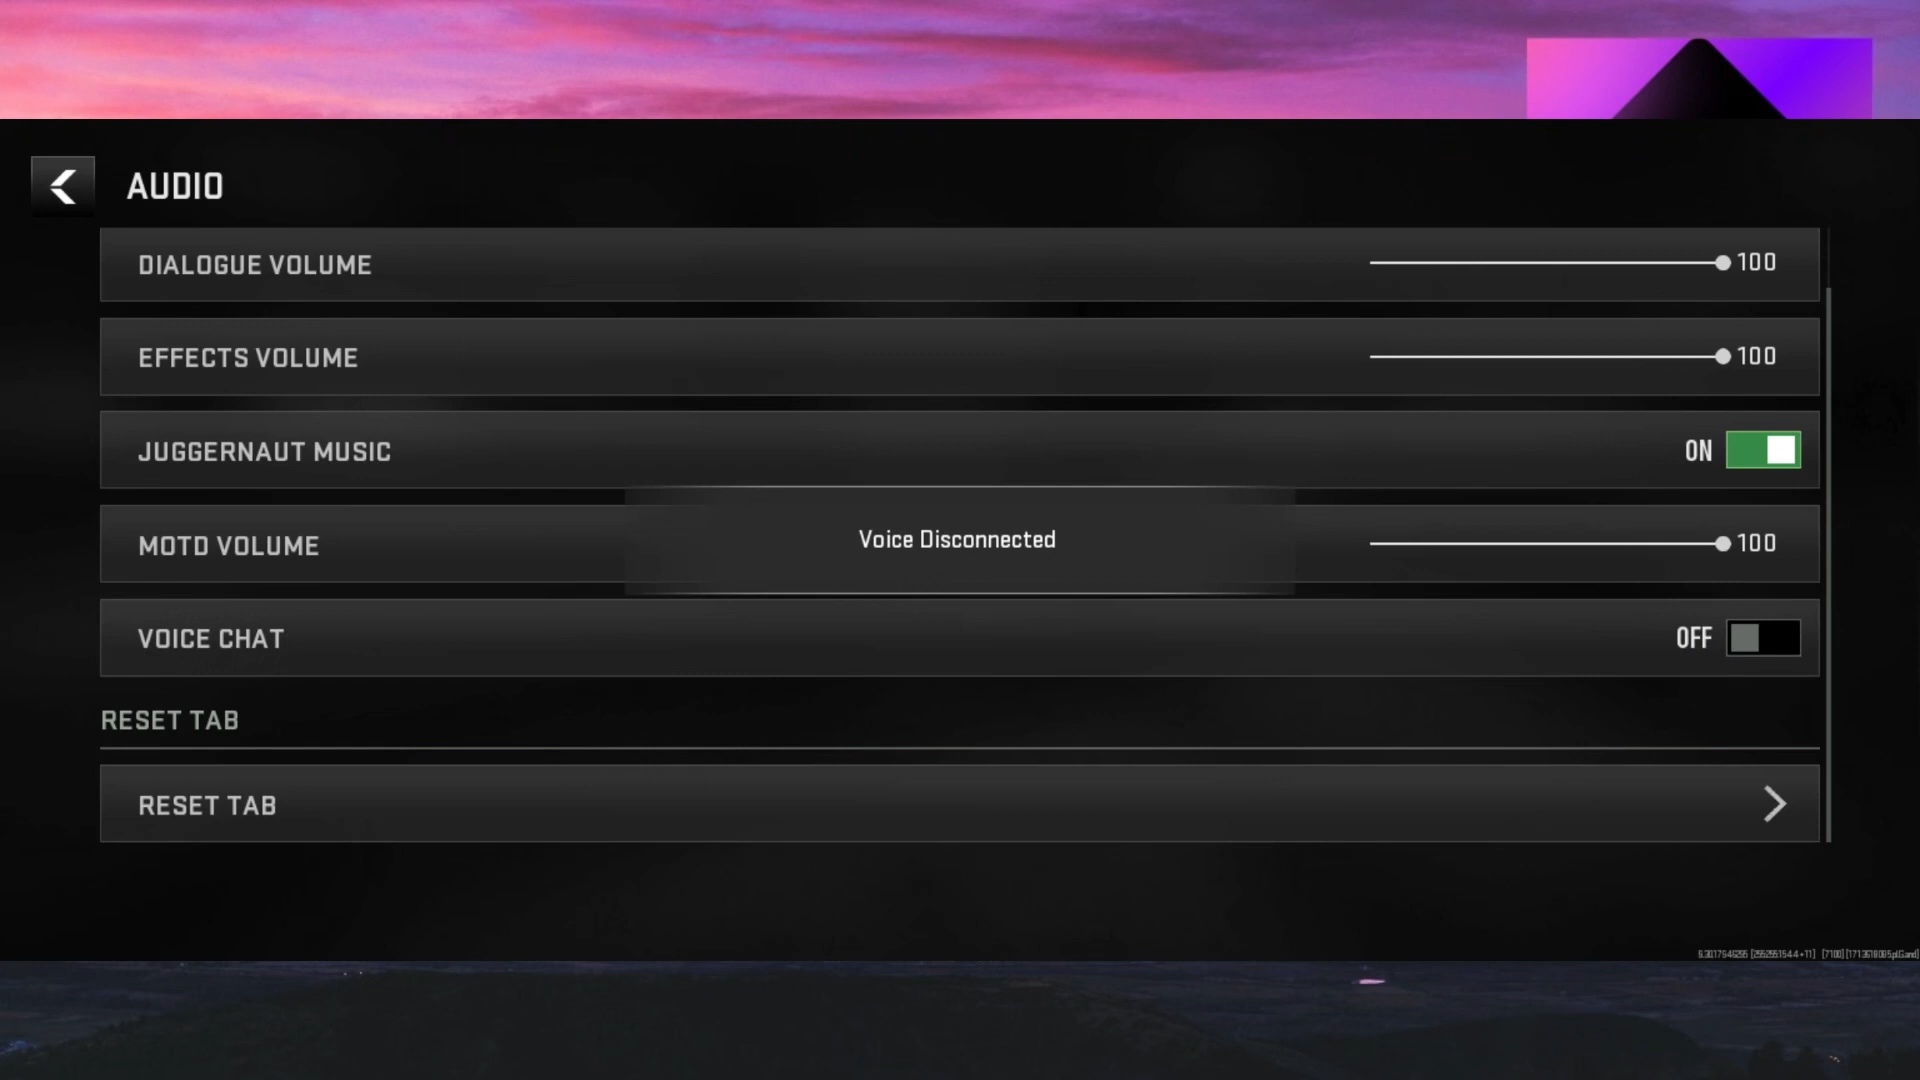 AUDIO
DIALOGUE VOLUME
100
EFFECTS VOLUME
100
JUGGERNAUT MUSIC
ON
MOTD VOLUME
Voice Disconnected
100
VOICE CHAT
OFF
RESET TAB
RESET TAB